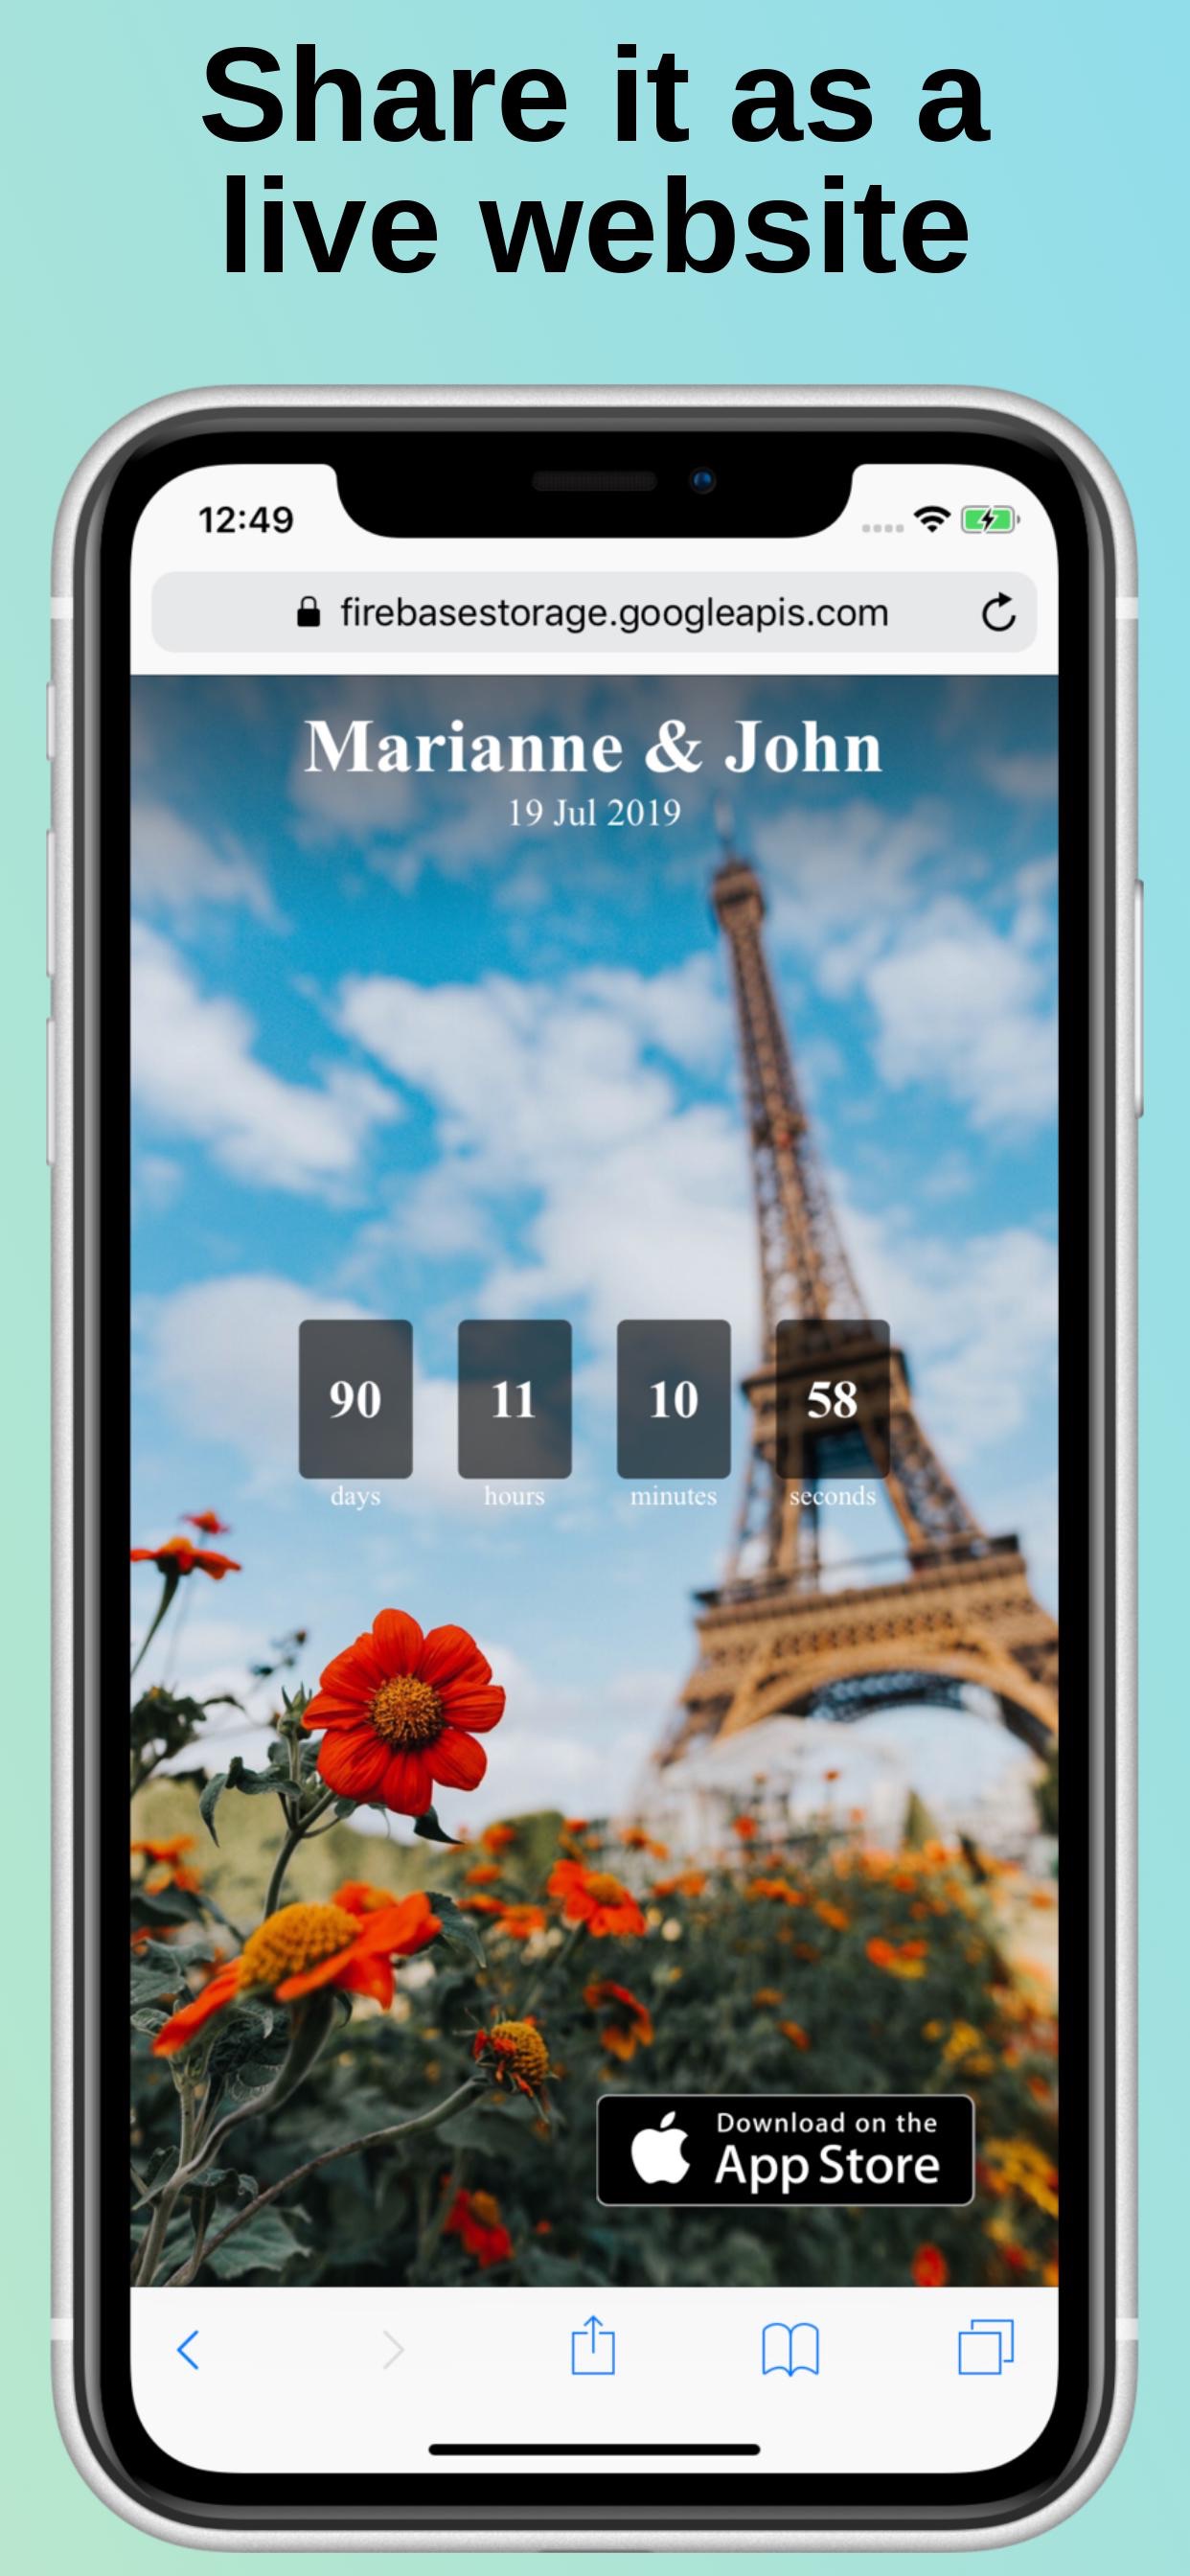 Share it as a
live website
12:49
firebasestorage.googleapis.com
Marianne & John
19 Jul 2019
90 11 10 58
days hours minutes seconds
Download on the
App Store